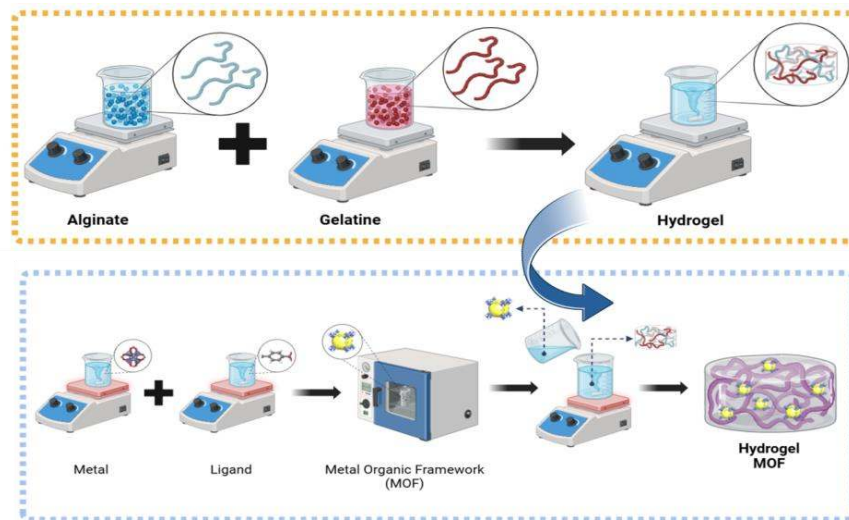 Alginate
Gelatine
Hydrogel
Metal
Ligand
Metal Organic Framework
(MOF)
Hydrogel
MOF